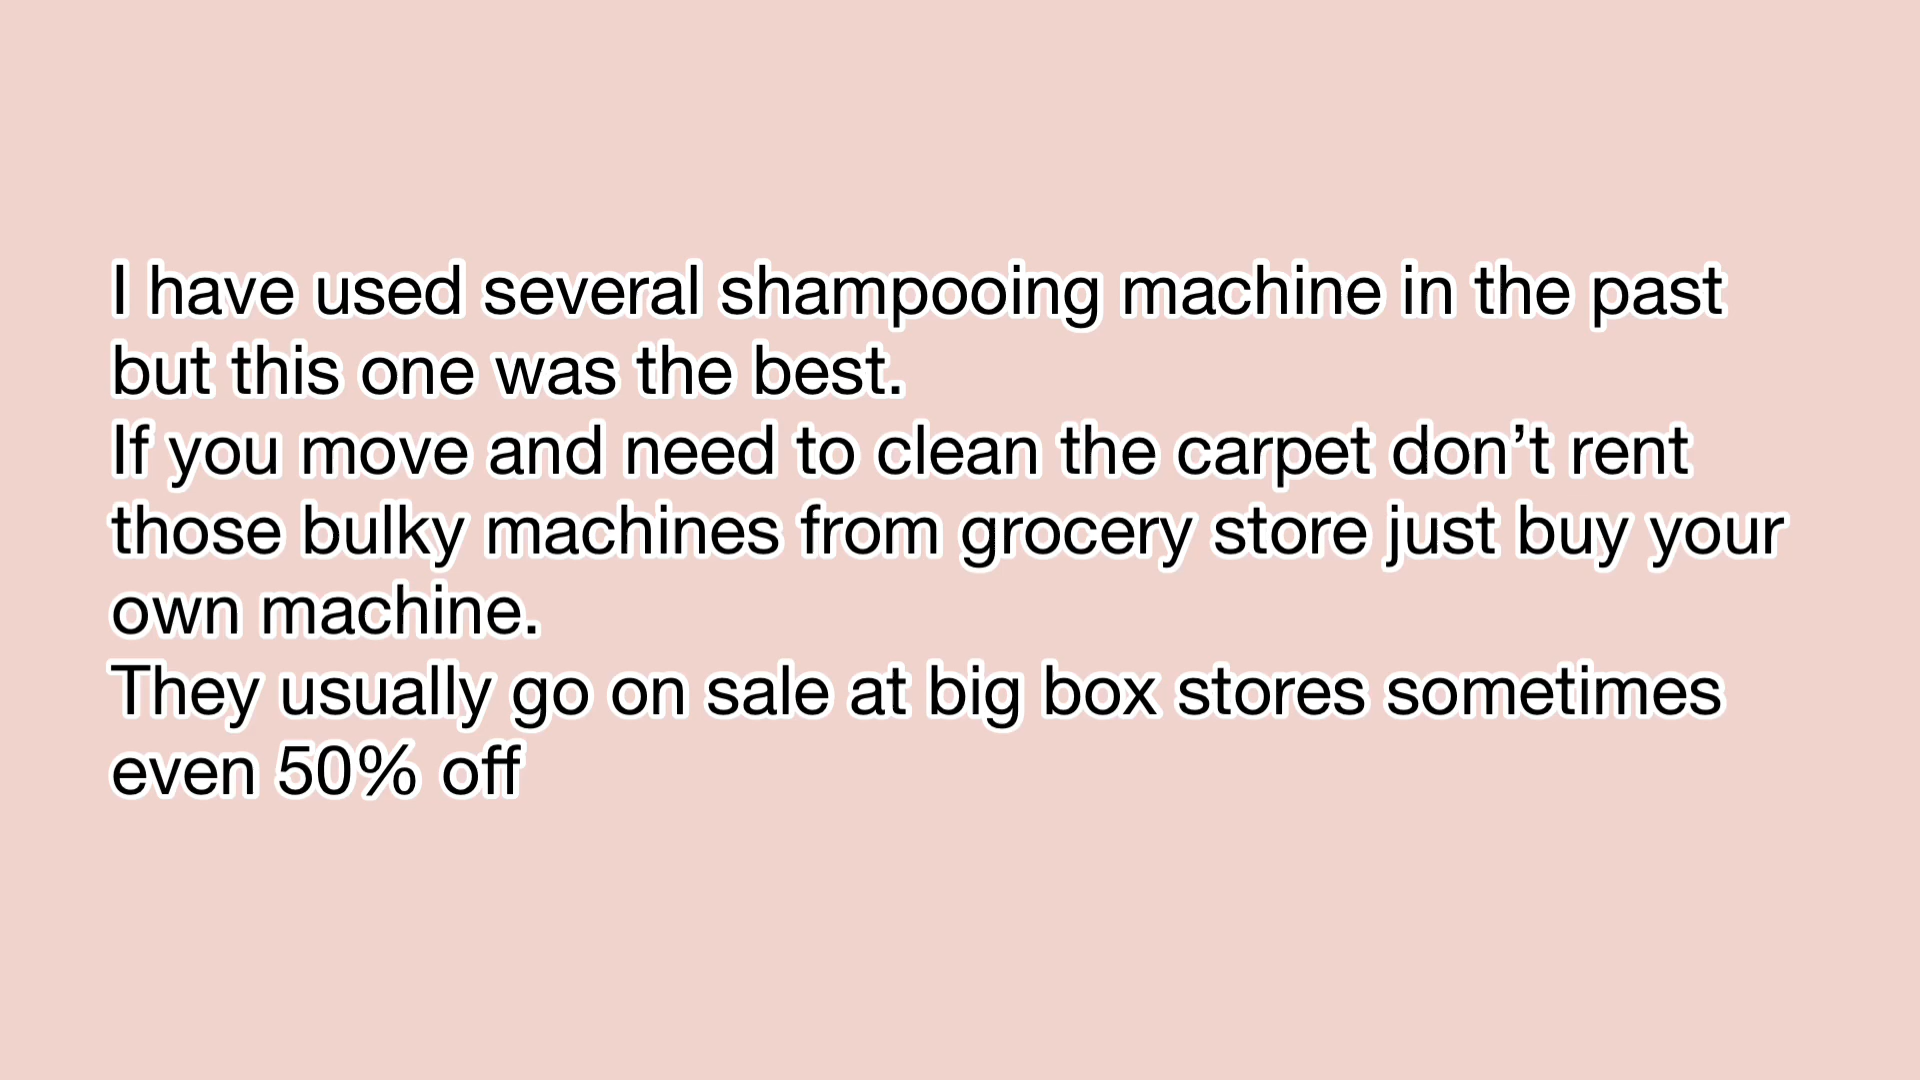 I have used several shampooing machine in the past
but this one was the best.
If you move and need to clean the carpet don’t rent
those bulky machines from grocery store just buy your
own machine.
They usually go on sale at big box stores sometimes
even 50% off